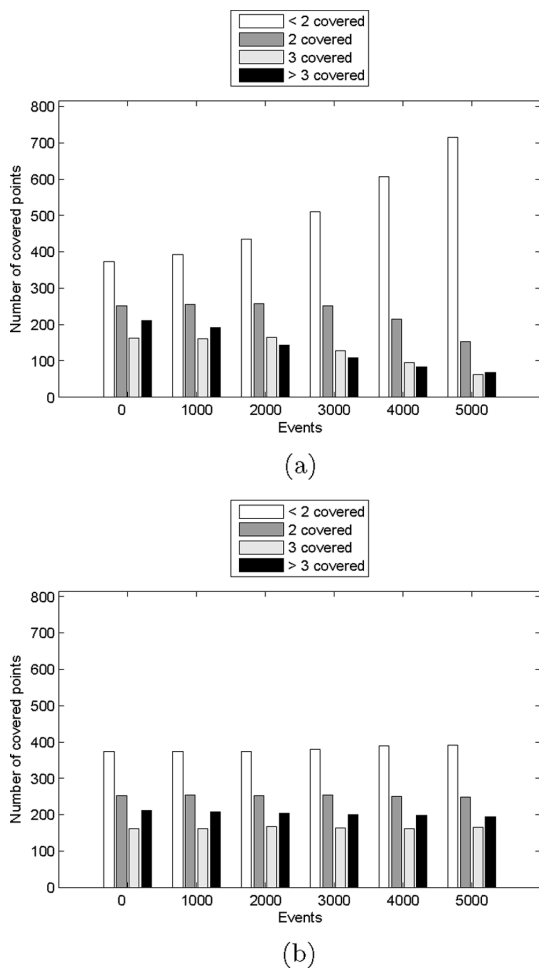 < 2 covered
2 covered
3 covered
> 3 covered
800
700
600
500
400
300
200
100
0
Number of covered points
0 1000 2000 3000 4000 5000
Events
(a)
< 2 covered
2 covered
3 covered
> 3 covered
800
700
600
500
400
300
200
100
0
Number of covered points
0 1000 2000 3000 4000 5000
Events
(b)